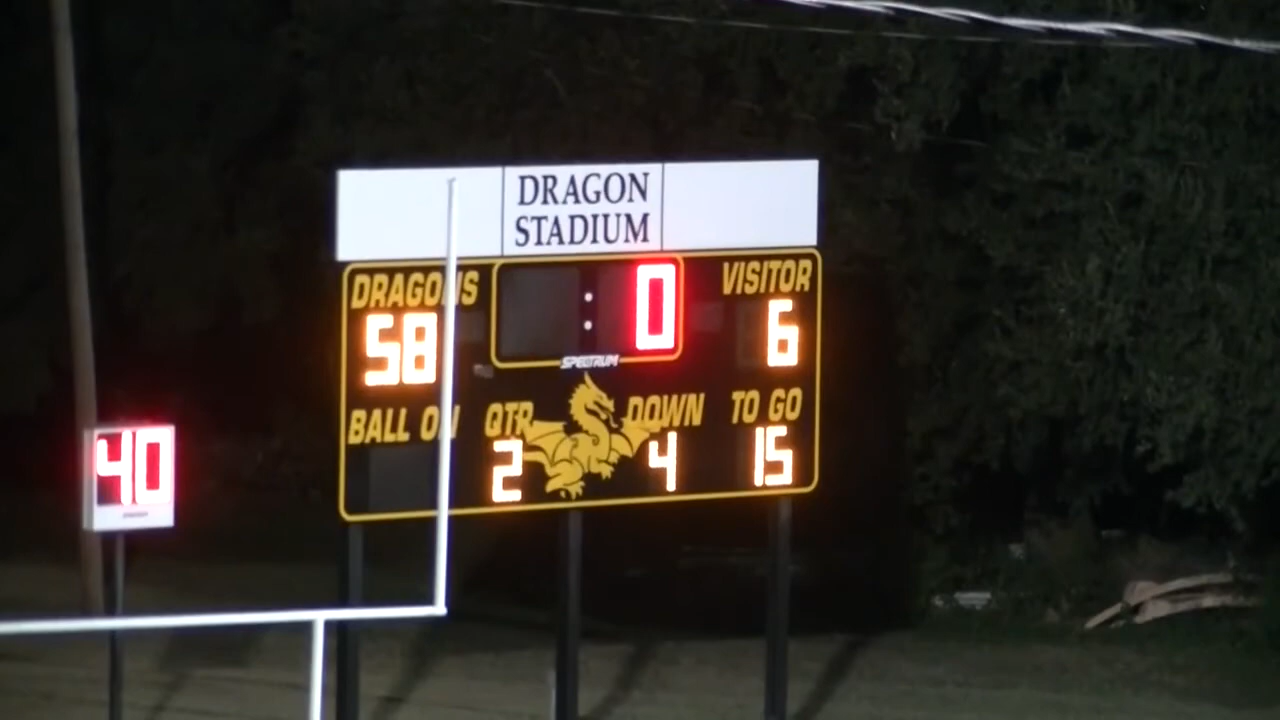 DRAGON
STADIUM
DRAGONS : 0 VISITOR
58 6
SPECTRUM
BALL ON QTR DOWN TO GO
2 4 15
40